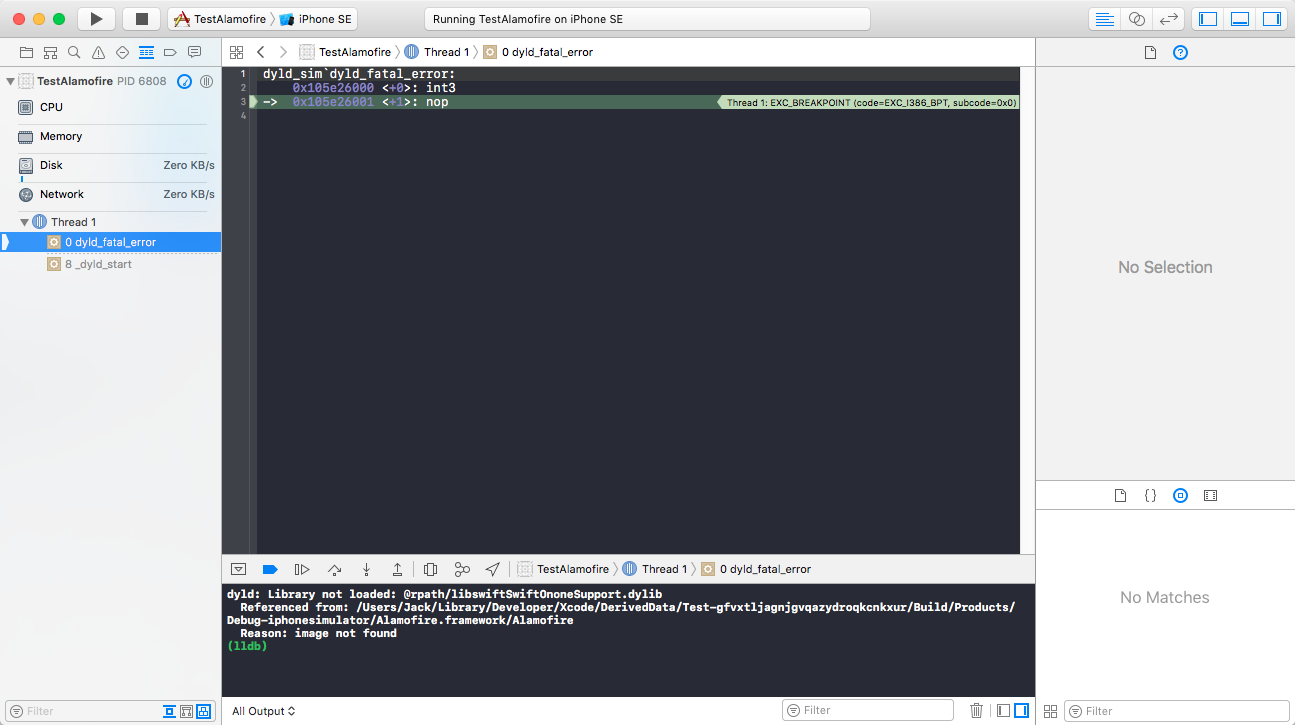 TestAlamofire iPhone SE
Running TestAlamofire on iPhone SE
TestAlamofire Thread 1 0 dyld_fatal_error
TestAlamofire PID 6808
CPU
Memory
Disk Zero KB/s
Network Zero KB/s
Thread 1
0 dyld_fatal_error
8 _dyld_start
1 dyld_sim`dyld_fatal_error:
2 0x105e26000 <+0>: int3
3 -> 0x105e26001 <+1>: nop Thread 1: EXC_BREAKPOINT (code=EXC_I386_BPT, subcode=0x0)
4
No Selection
TestAlamofire Thread 1 0 dyld_fatal_error
dyld: Library not loaded: @rpath/libswiftSwiftOnoneSupport.dylib
Referenced from: /Users/Jack/Library/Developer/Xcode/DerivedData/Test-gfvxtljagnjgvqazydroqkcnkxur/Build/Products/
Debug-iphonesimulator/Alamofire.framework/Alamofire
Reason: image not found
(lldb)
No Matches
Filter
All Output
Filter
Filter